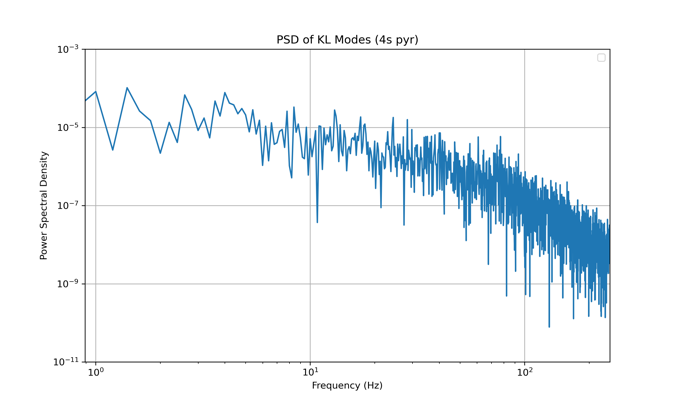 PSD of KL Modes (4s pyr)
Power Spectral Density
10⁻³
10⁻⁵
10⁻⁷
10⁻⁹
10⁻¹¹
10⁰ 10¹ 10²
Frequency (Hz)